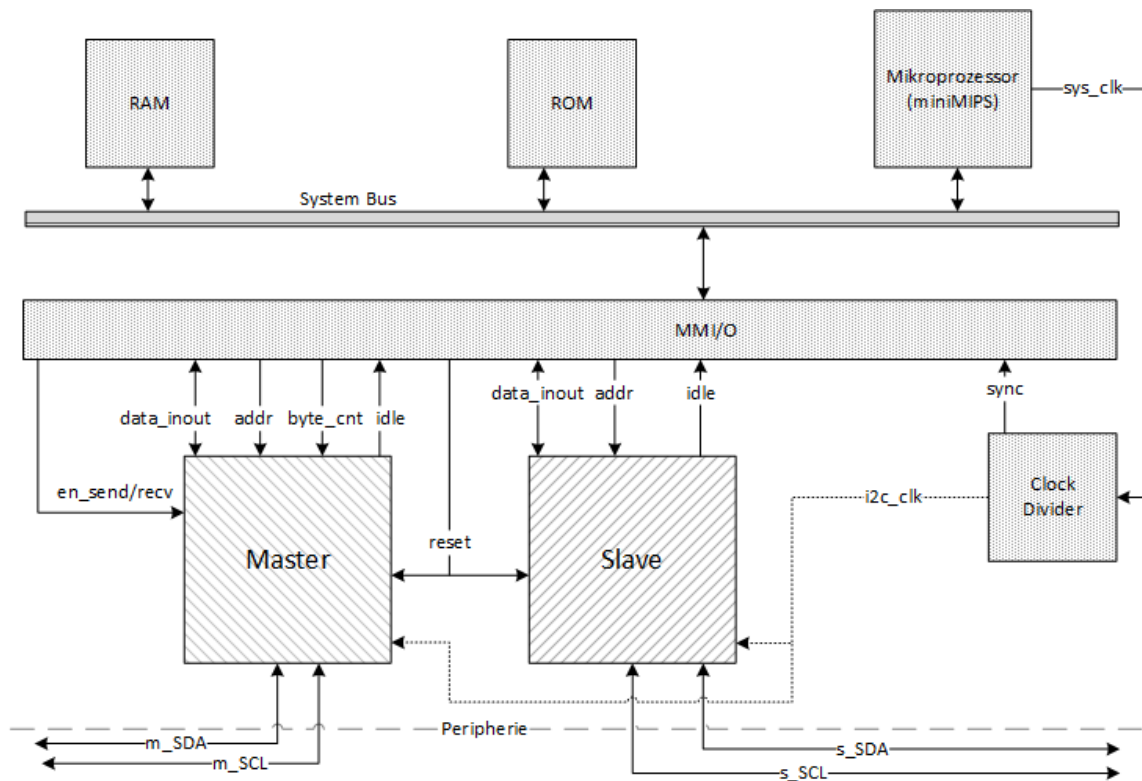 RAM
ROM
Mikroprozessor
(miniMIPS)
sys_clk
System Bus
MMI/O
data_inout
addr
byte_cnt
idle
data_inout
addr
idle
sync
en_send/recv
i2c_clk
Clock
Divider
reset
Master
Slave
Peripherie
m_SDA
s_SDA
m_SCL
s_SCL